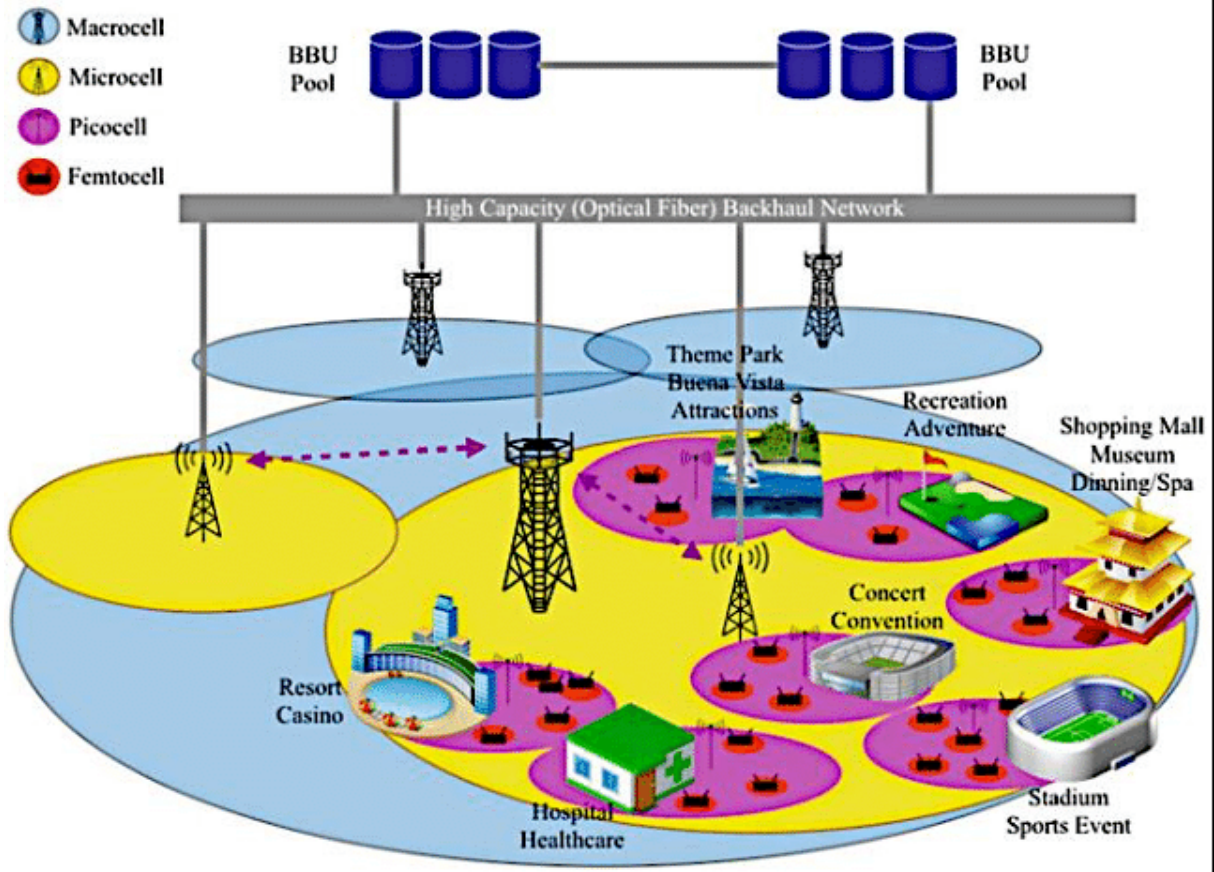 Macrocell
Microcell
Picocell
Femtocell
BBU
Pool
BBU
Pool
High Capacity (Optical Fiber) Backhaul Network
Theme Park
Buena Vista
Attractions
Recreation
Adventure
Shopping Mall
Museum
Dinning/Spa
Concert
Convention
Resort
Casino
Hospital
Healthcare
Stadium
Sports Event